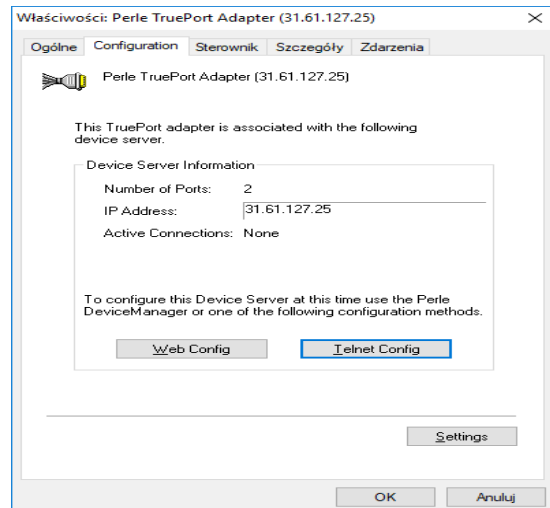 Właściwości: Perle TruePort Adapter (31.61.127.25)
Ogólne Configuration Sterownik Szczegóły Zdarzenia
Perle TruePort Adapter (31.61.127.25)
This TruePort adapter is associated with the following
device server.
Device Server Information
Number of Ports: 2
IP Address: 31.61.127.25
Active Connections: None
To configure this Device Server at this time use the Perle
DeviceManager or one of the following configuration methods.
Web Config Telnet Config
Settings
OK Anuluj